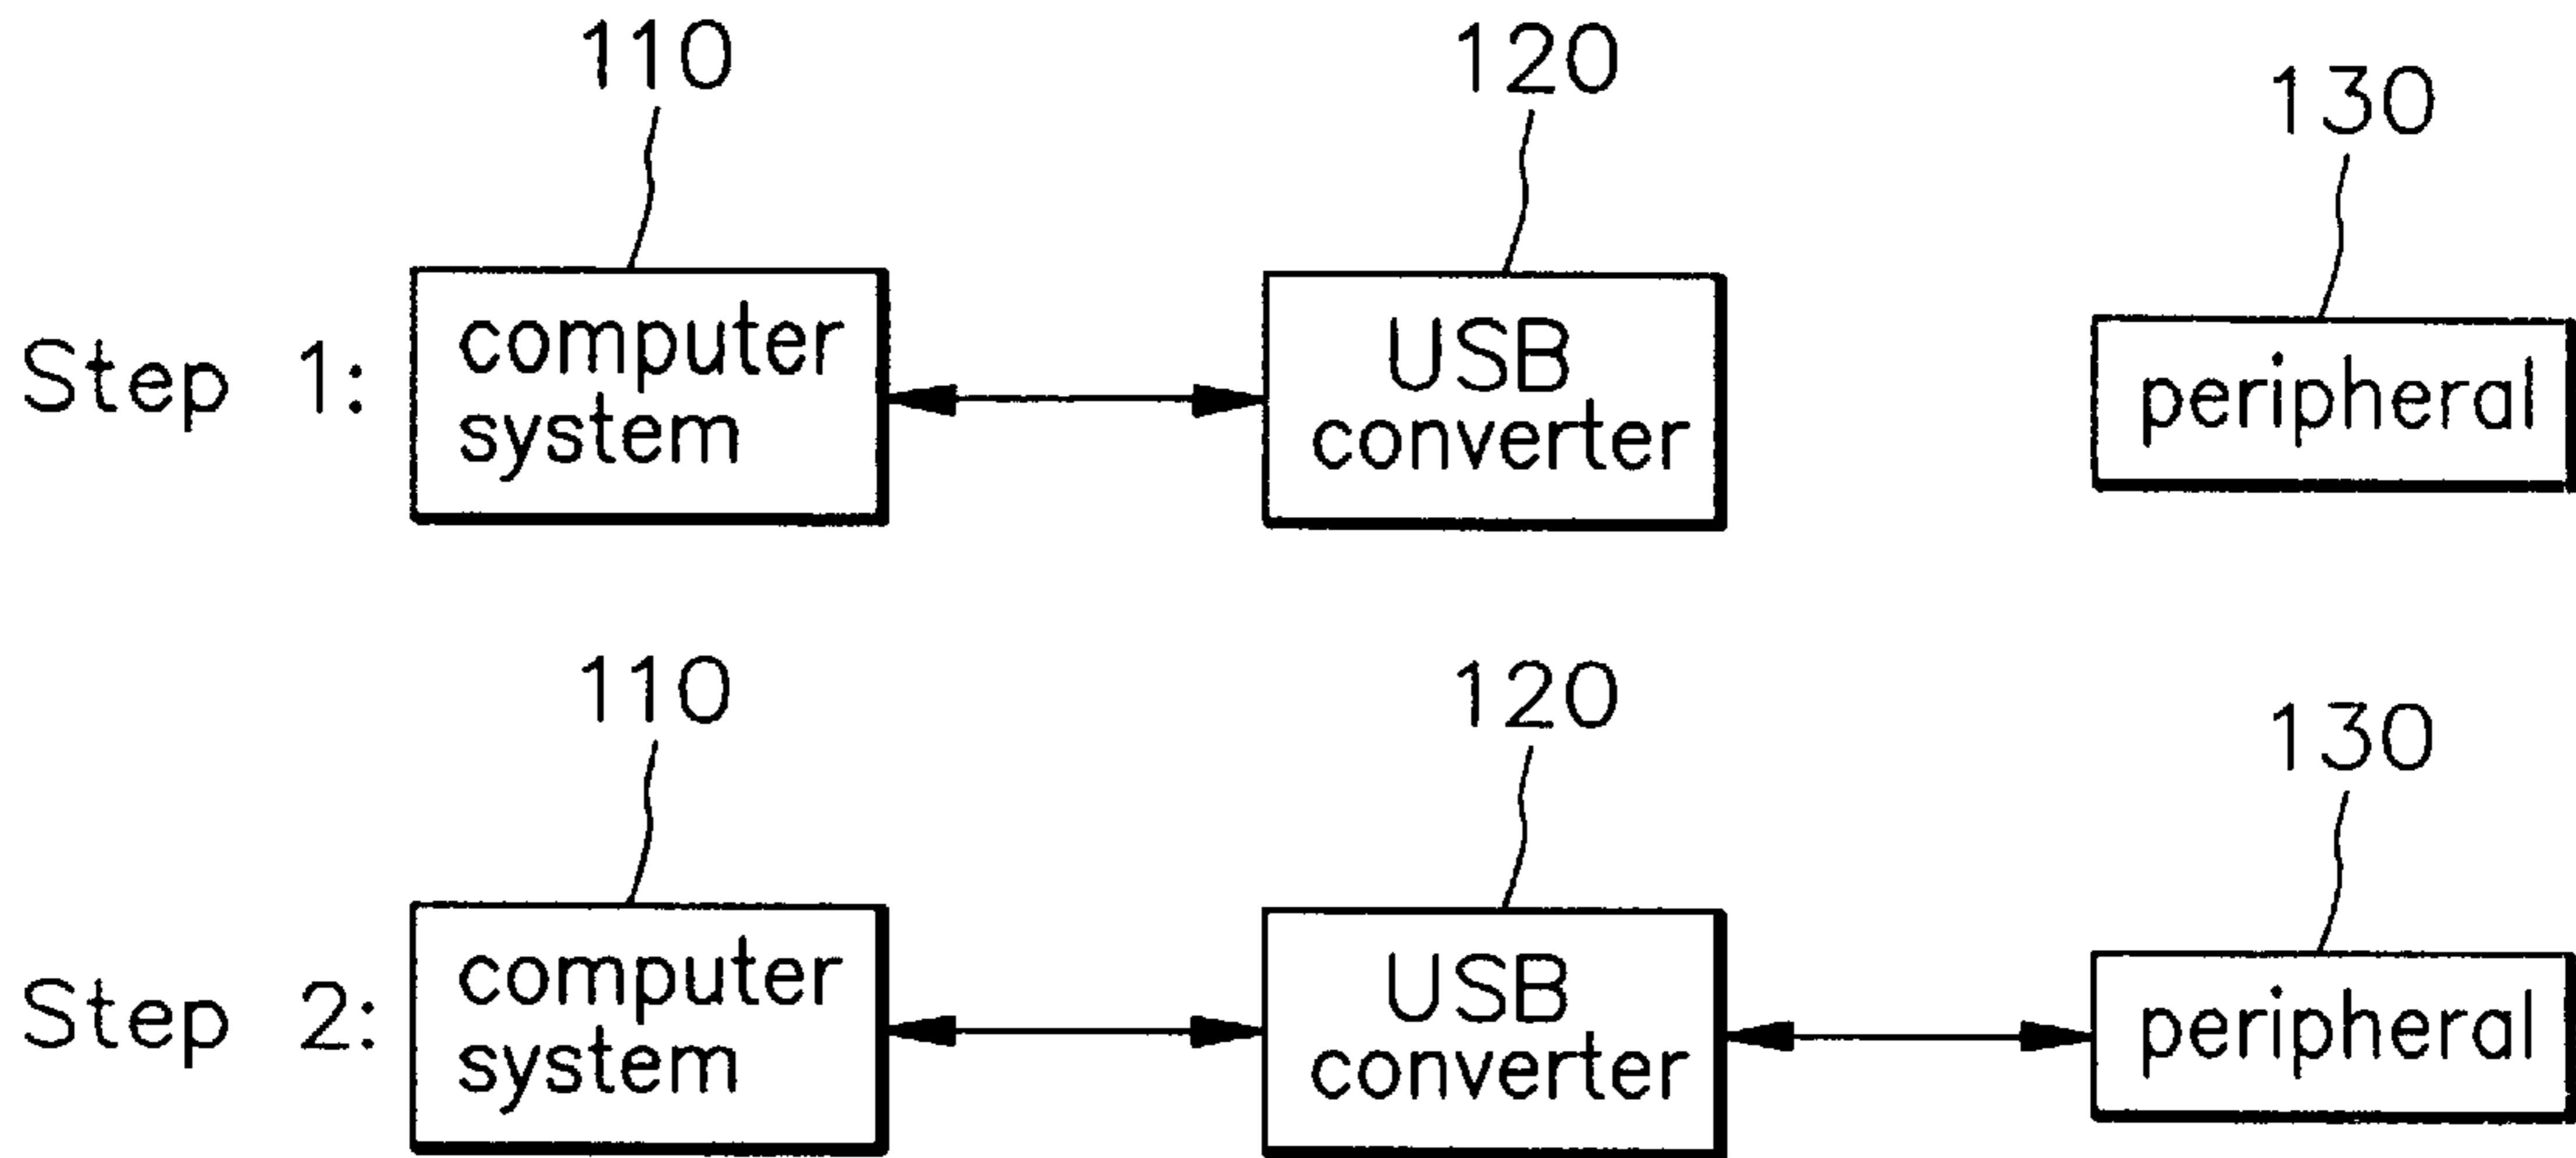 110
120
130
Step 1:
computer
system
USB
converter
peripheral
110
120
130
Step 2:
computer
system
USB
converter
peripheral